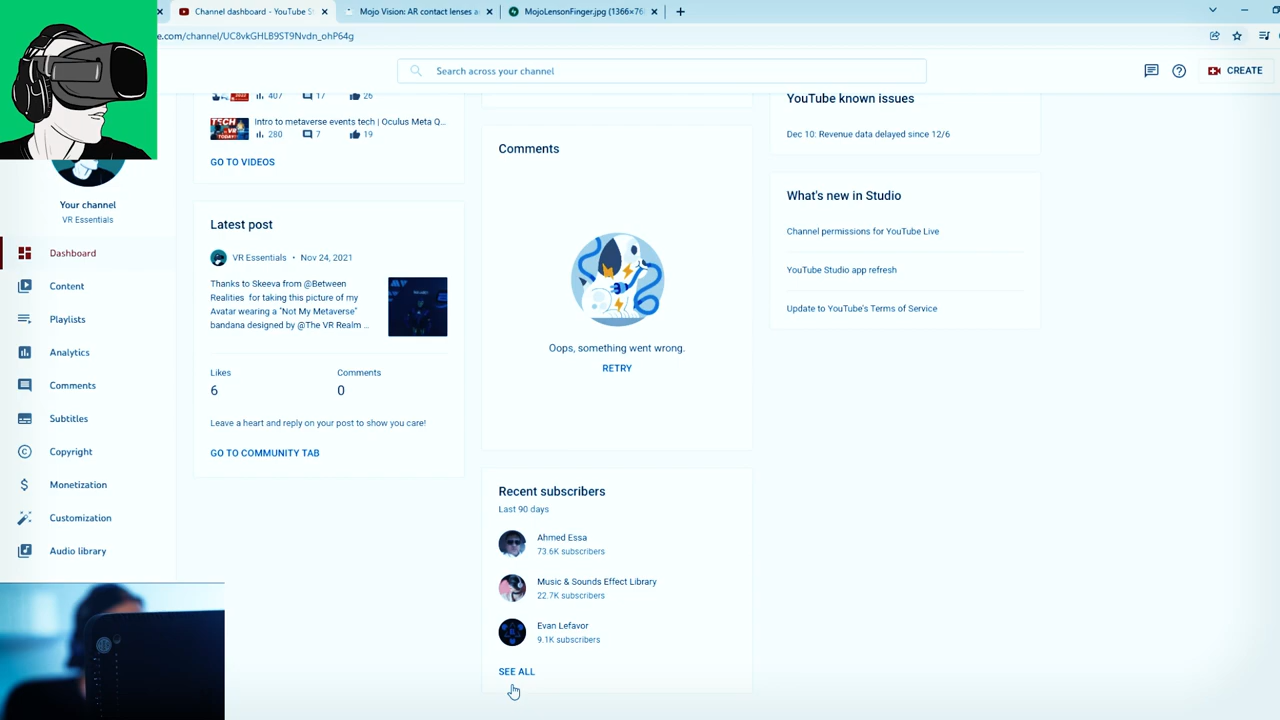 Channel dashboard - YouTube S
Mojo Vision: AR contact lenses a
MojoLensonFinger.jpg (1366×76
e.com/channel/UC8vkGHLB9ST9Nvdn_ohP64g
Search across your channel
CREATE
Your channel
VR Essentials
Dashboard
Content
Playlists
Analytics
Comments
Subtitles
Copyright
Monetization
Customization
Audio library
407 17 26
TECH VR TODAY!
Intro to metaverse events tech | Oculus Meta Q...
280 7 19
GO TO VIDEOS
Latest post
VR Essentials • Nov 24, 2021
Thanks to Skeeva from @Between
Realities for taking this picture of my
Avatar wearing a "Not My Metaverse"
bandana designed by @The VR Realm ...
Likes Comments
6 0
Leave a heart and reply on your post to show you care!
GO TO COMMUNITY TAB
Comments
Oops, something went wrong.
RETRY
Recent subscribers
Last 90 days
Ahmed Essa
73.6K subscribers
Music & Sounds Effect Library
22.7K subscribers
Evan Lefavor
9.1K subscribers
SEE ALL
YouTube known issues
Dec 10: Revenue data delayed since 12/6
What's new in Studio
Channel permissions for YouTube Live
YouTube Studio app refresh
Update to YouTube's Terms of Service